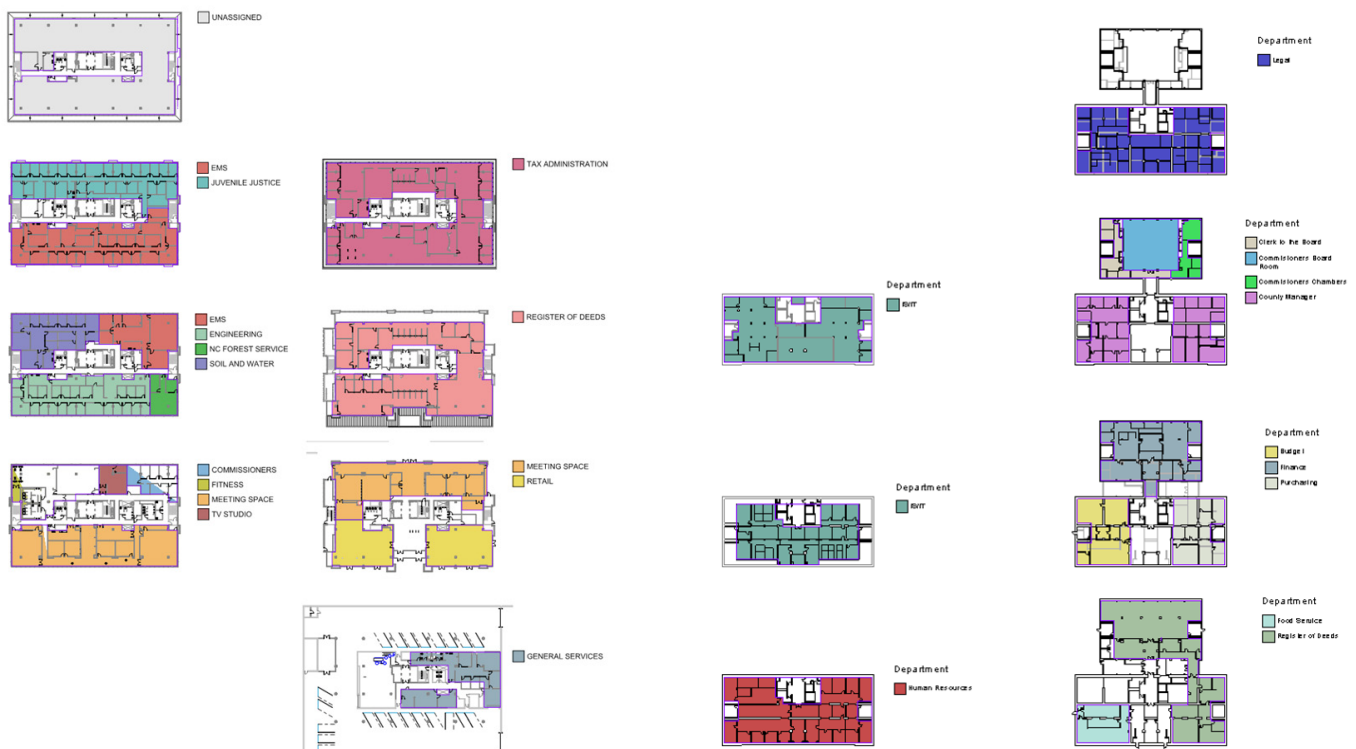 UNASSIGNED
EMS
JUVENILE JUSTICE
EMS
ENGINEERING
NC FOREST SERVICE
SOIL AND WATER
COMMISSIONERS
FITNESS
MEETING SPACE
TV STUDIO
TAX ADMINISTRATION
REGISTER OF DEEDS
MEETING SPACE
RETAIL
GENERAL SERVICES
Department
Department
Department
Human Resources
Department
Legal
Department
Clerk to the Board
Commissioners Board
Room
Commissioners Chambers
County Manager
Department
Budget
Finance
Purchasing
Department
Food Service
Register of Deeds